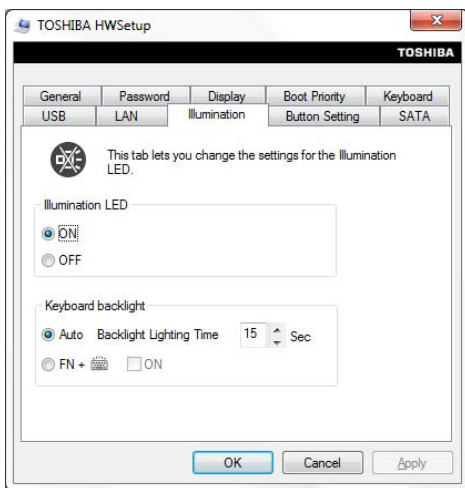 TOSHIBA HWSetup
TOSHIBA
General Password Display Boot Priority Keyboard
USB LAN Illumination Button Setting SATA
This tab lets you change the settings for the Illumination
LED.
Illumination LED
ON
OFF
Keyboard backlight
Auto Backlight Lighting Time 15 Sec
FN + ON
OK Cancel Apply